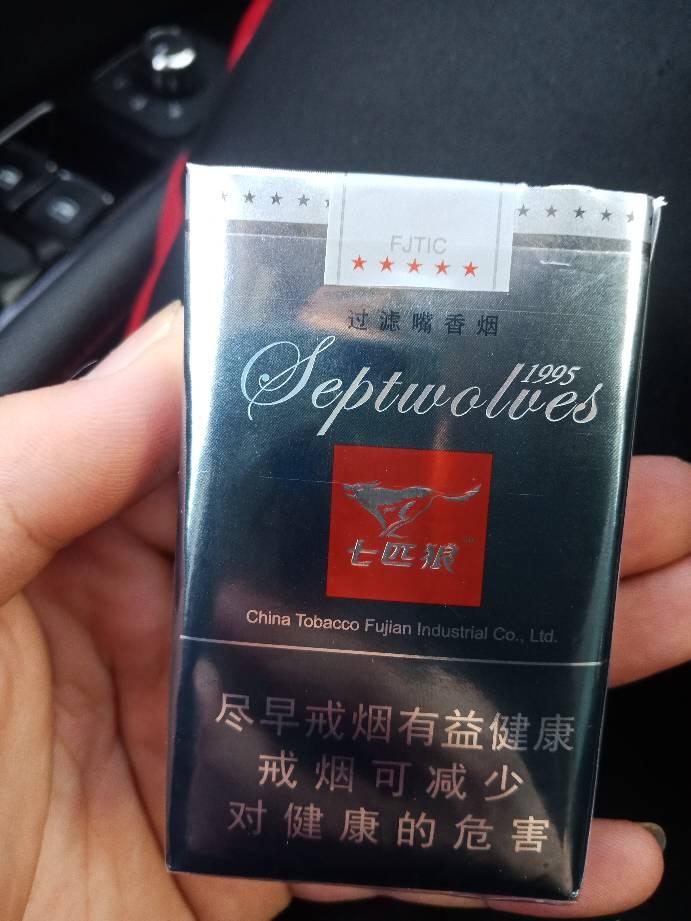 FJTIC
过滤嘴香烟
1995
Septwolves
七匹狼
China Tobacco Fujian Industrial Co., Ltd.
尽早戒烟有益健康
戒烟可减少
对健康的危害